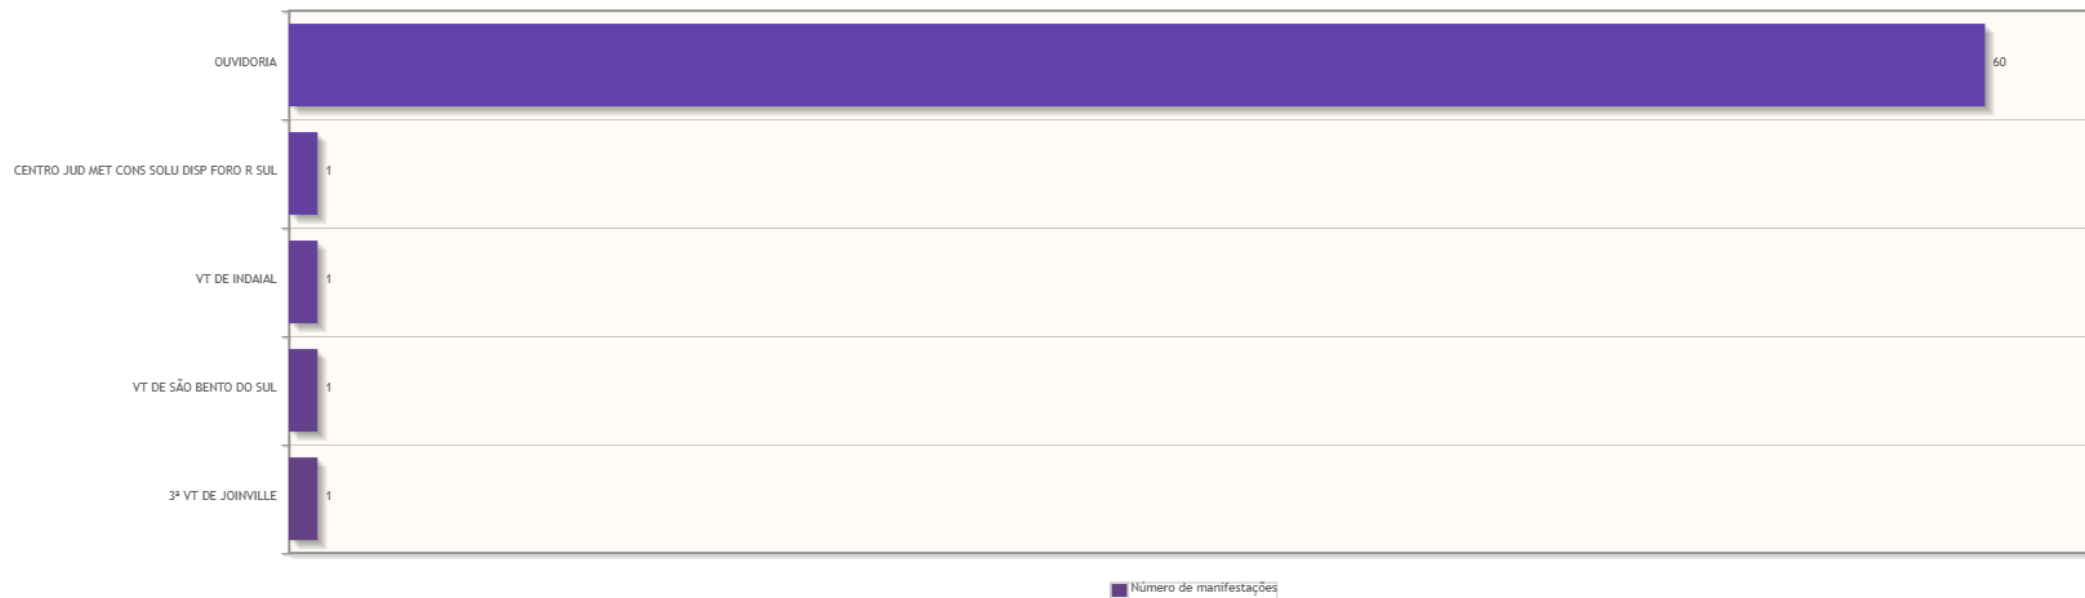 OUVIDORIA
60
CENTRO JUD MET CONS SOLU DISP FORO R SUL
1
VT DE INDAIAL
1
VT DE SÃO BENTO DO SUL
1
3ª VT DE JOINVILLE
1
Número de manifestações